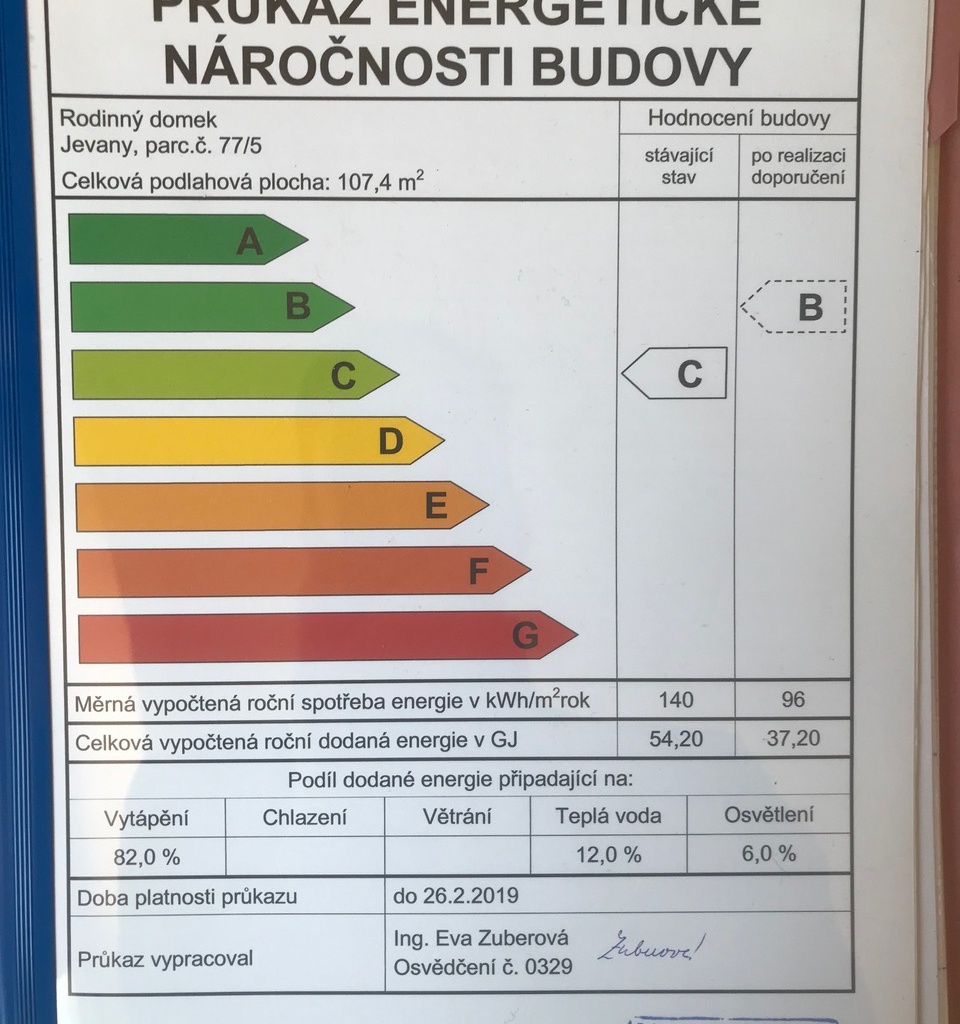 PRŮKAZ ENERGETICKÉ
NÁROČNOSTI BUDOVY
Rodinný domek
Jevany, parc.č. 77/5
Celková podlahová plocha: 107,4 m²
Hodnocení budovy
stávající
stav
po realizaci
doporučení
A
B
B
C
C
D
E
F
G
Měrná vypočtená roční spotřeba energie v kWh/m²rok 140 96
Celková vypočtená roční dodaná energie v GJ 54,20 37,20
Podíl dodané energie připadající na:
Vytápění Chlazení Větrání Teplá voda Osvětlení
82,0 % 12,0 % 6,0 %
Doba platnosti průkazu do 26.2.2019
Průkaz vypracoval
Ing. Eva Zuberová
Osvědčení č. 0329
Zuberová